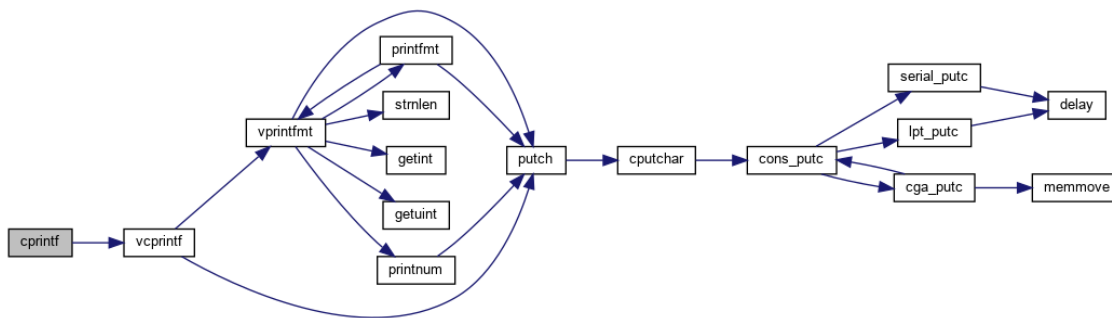 cprintf
vcprintf
vprintfmt
printfmt
strnlen
getint
getuint
printnum
putch
cputchar
cons_putc
serial_putc
lpt_putc
cga_putc
delay
memmove